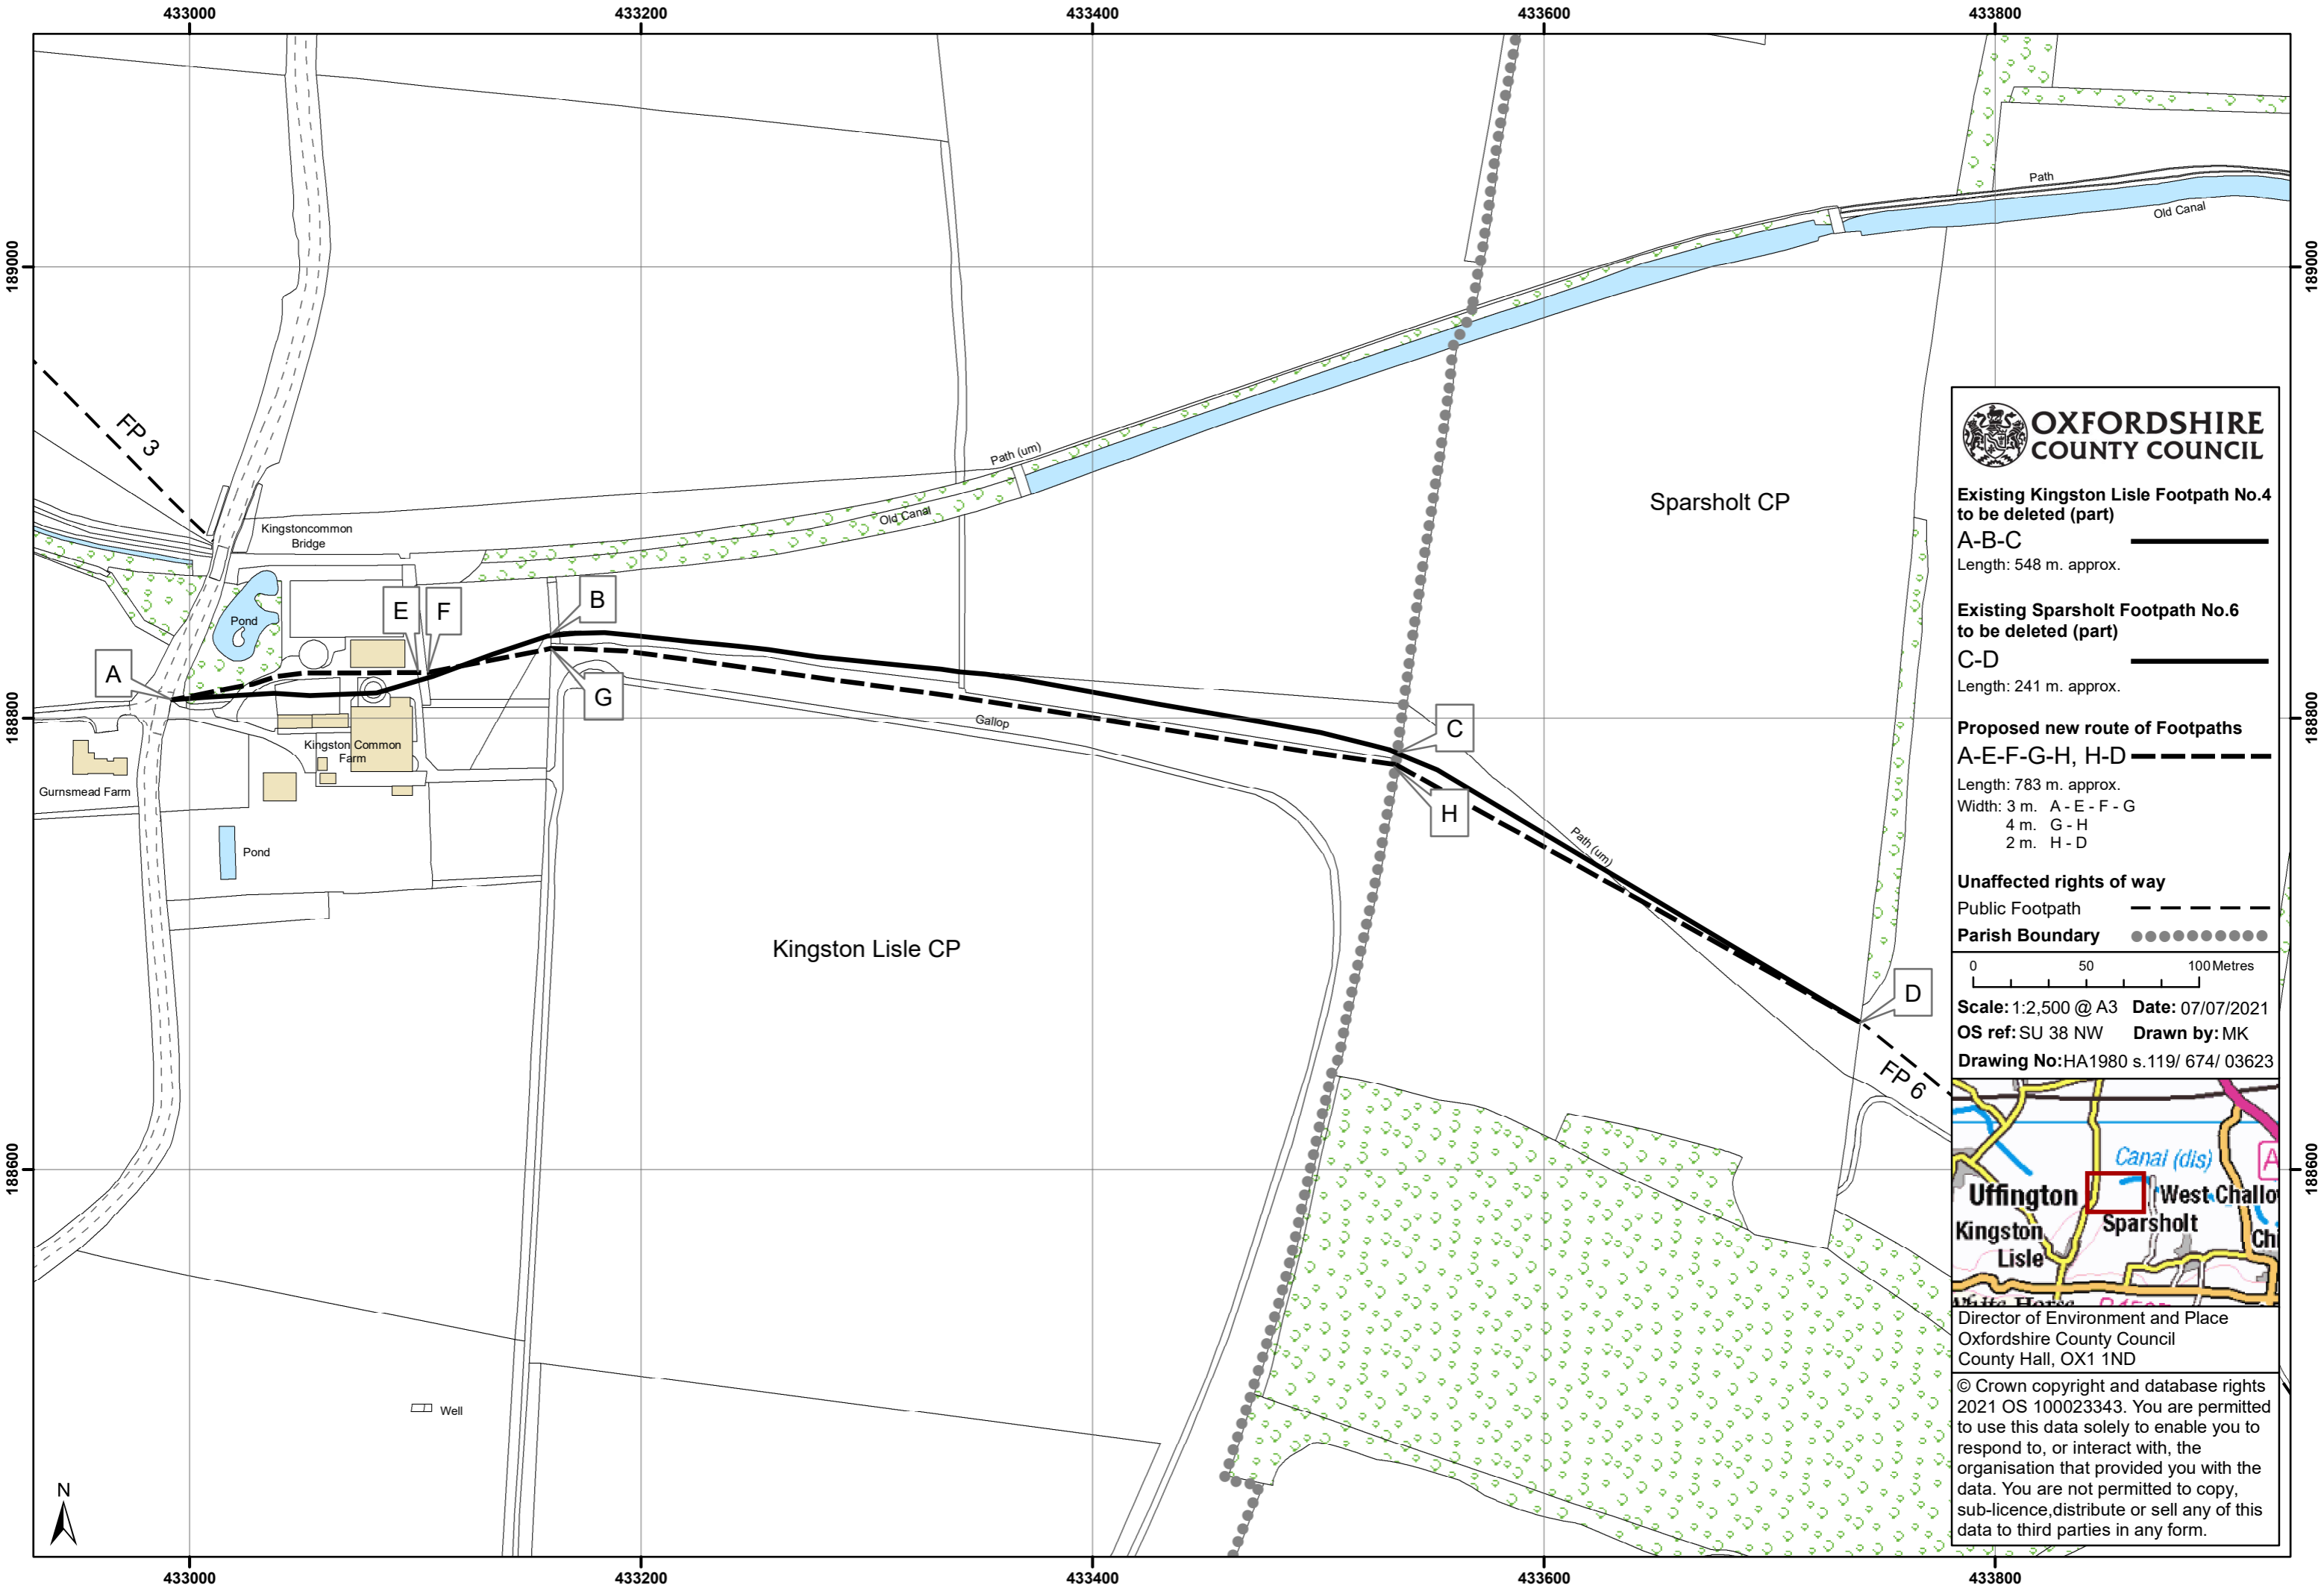 433000
433200
433400
433600
433800
189000
189000
188800
188800
188600
188600
Path
Old Canal
FP 3
Path (um)
Old Canal
Kingstoncommon
Bridge
Sparsholt CP
Pond
E
F
B
A
G
Gallop
C
H
Kingston Common
Farm
Gurnsmead Farm
Pond
Path (um)
Kingston Lisle CP
D
FP 6
Well
N
OXFORDSHIRE
COUNTY COUNCIL
Existing Kingston Lisle Footpath No.4
to be deleted (part)
A-B-C
Length: 548 m. approx.
Existing Sparsholt Footpath No.6
to be deleted (part)
C-D
Length: 241 m. approx.
Proposed new route of Footpaths
A-E-F-G-H, H-D
Length: 783 m. approx.
Width: 3 m. A - E - F - G
4 m. G - H
2 m. H - D
Unaffected rights of way
Public Footpath
Parish Boundary
0 50 100 Metres
Scale: 1:2,500 @ A3 Date: 07/07/2021
OS ref: SU 38 NW Drawn by: MK
Drawing No: HA1980 s.119/ 674/ 03623
Canal (dis)
A
Uffington
West Challo
Kingston
Lisle
Sparsholt
Chi
White Horse
Director of Environment and Place
Oxfordshire County Council
County Hall, OX1 1ND
© Crown copyright and database rights
2021 OS 100023343. You are permitted
to use this data solely to enable you to
respond to, or interact with, the
organisation that provided you with the
data. You are not permitted to copy,
sub-licence,distribute or sell any of this
data to third parties in any form.
433000
433200
433400
433600
433800